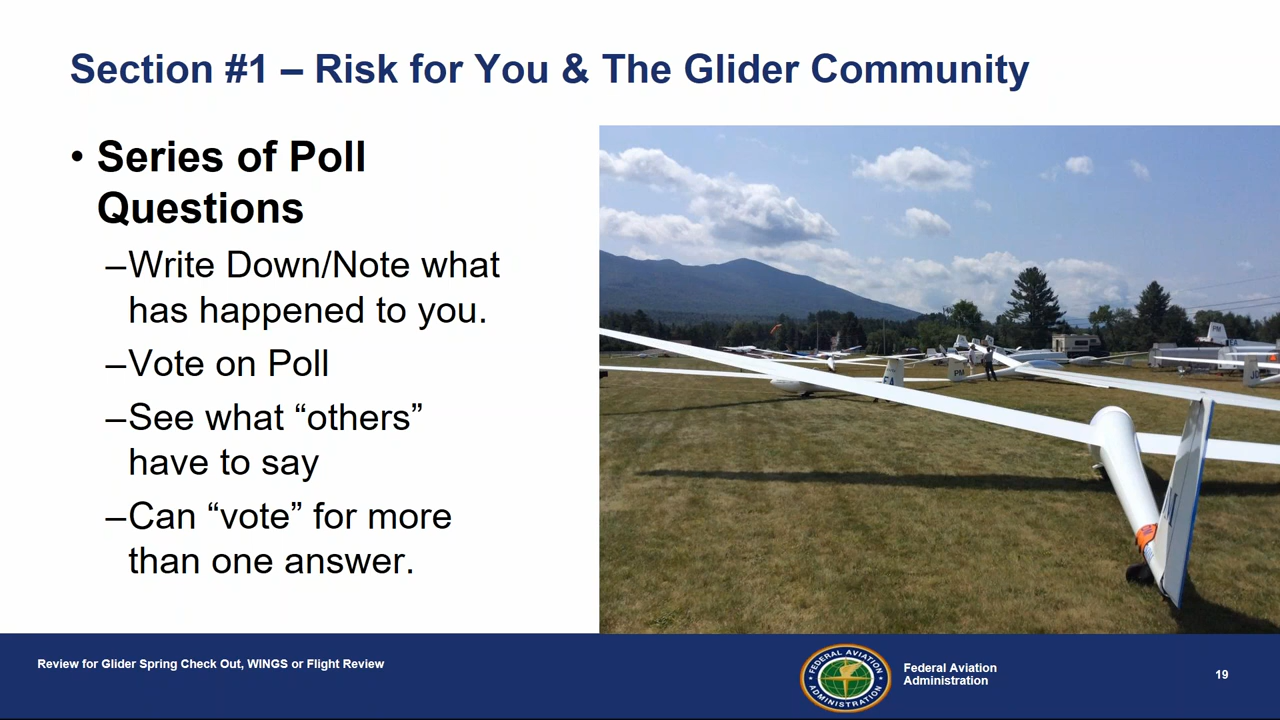 Section #1 – Risk for You & The Glider Community
• Series of Poll
Questions
–Write Down/Note what
has happened to you.
–Vote on Poll
–See what “others”
have to say
–Can “vote” for more
than one answer.
PM
PM
Review for Glider Spring Check Out, WINGS or Flight Review
FEDERAL AVIATION
ADMINISTRATION
Federal Aviation
Administration
19